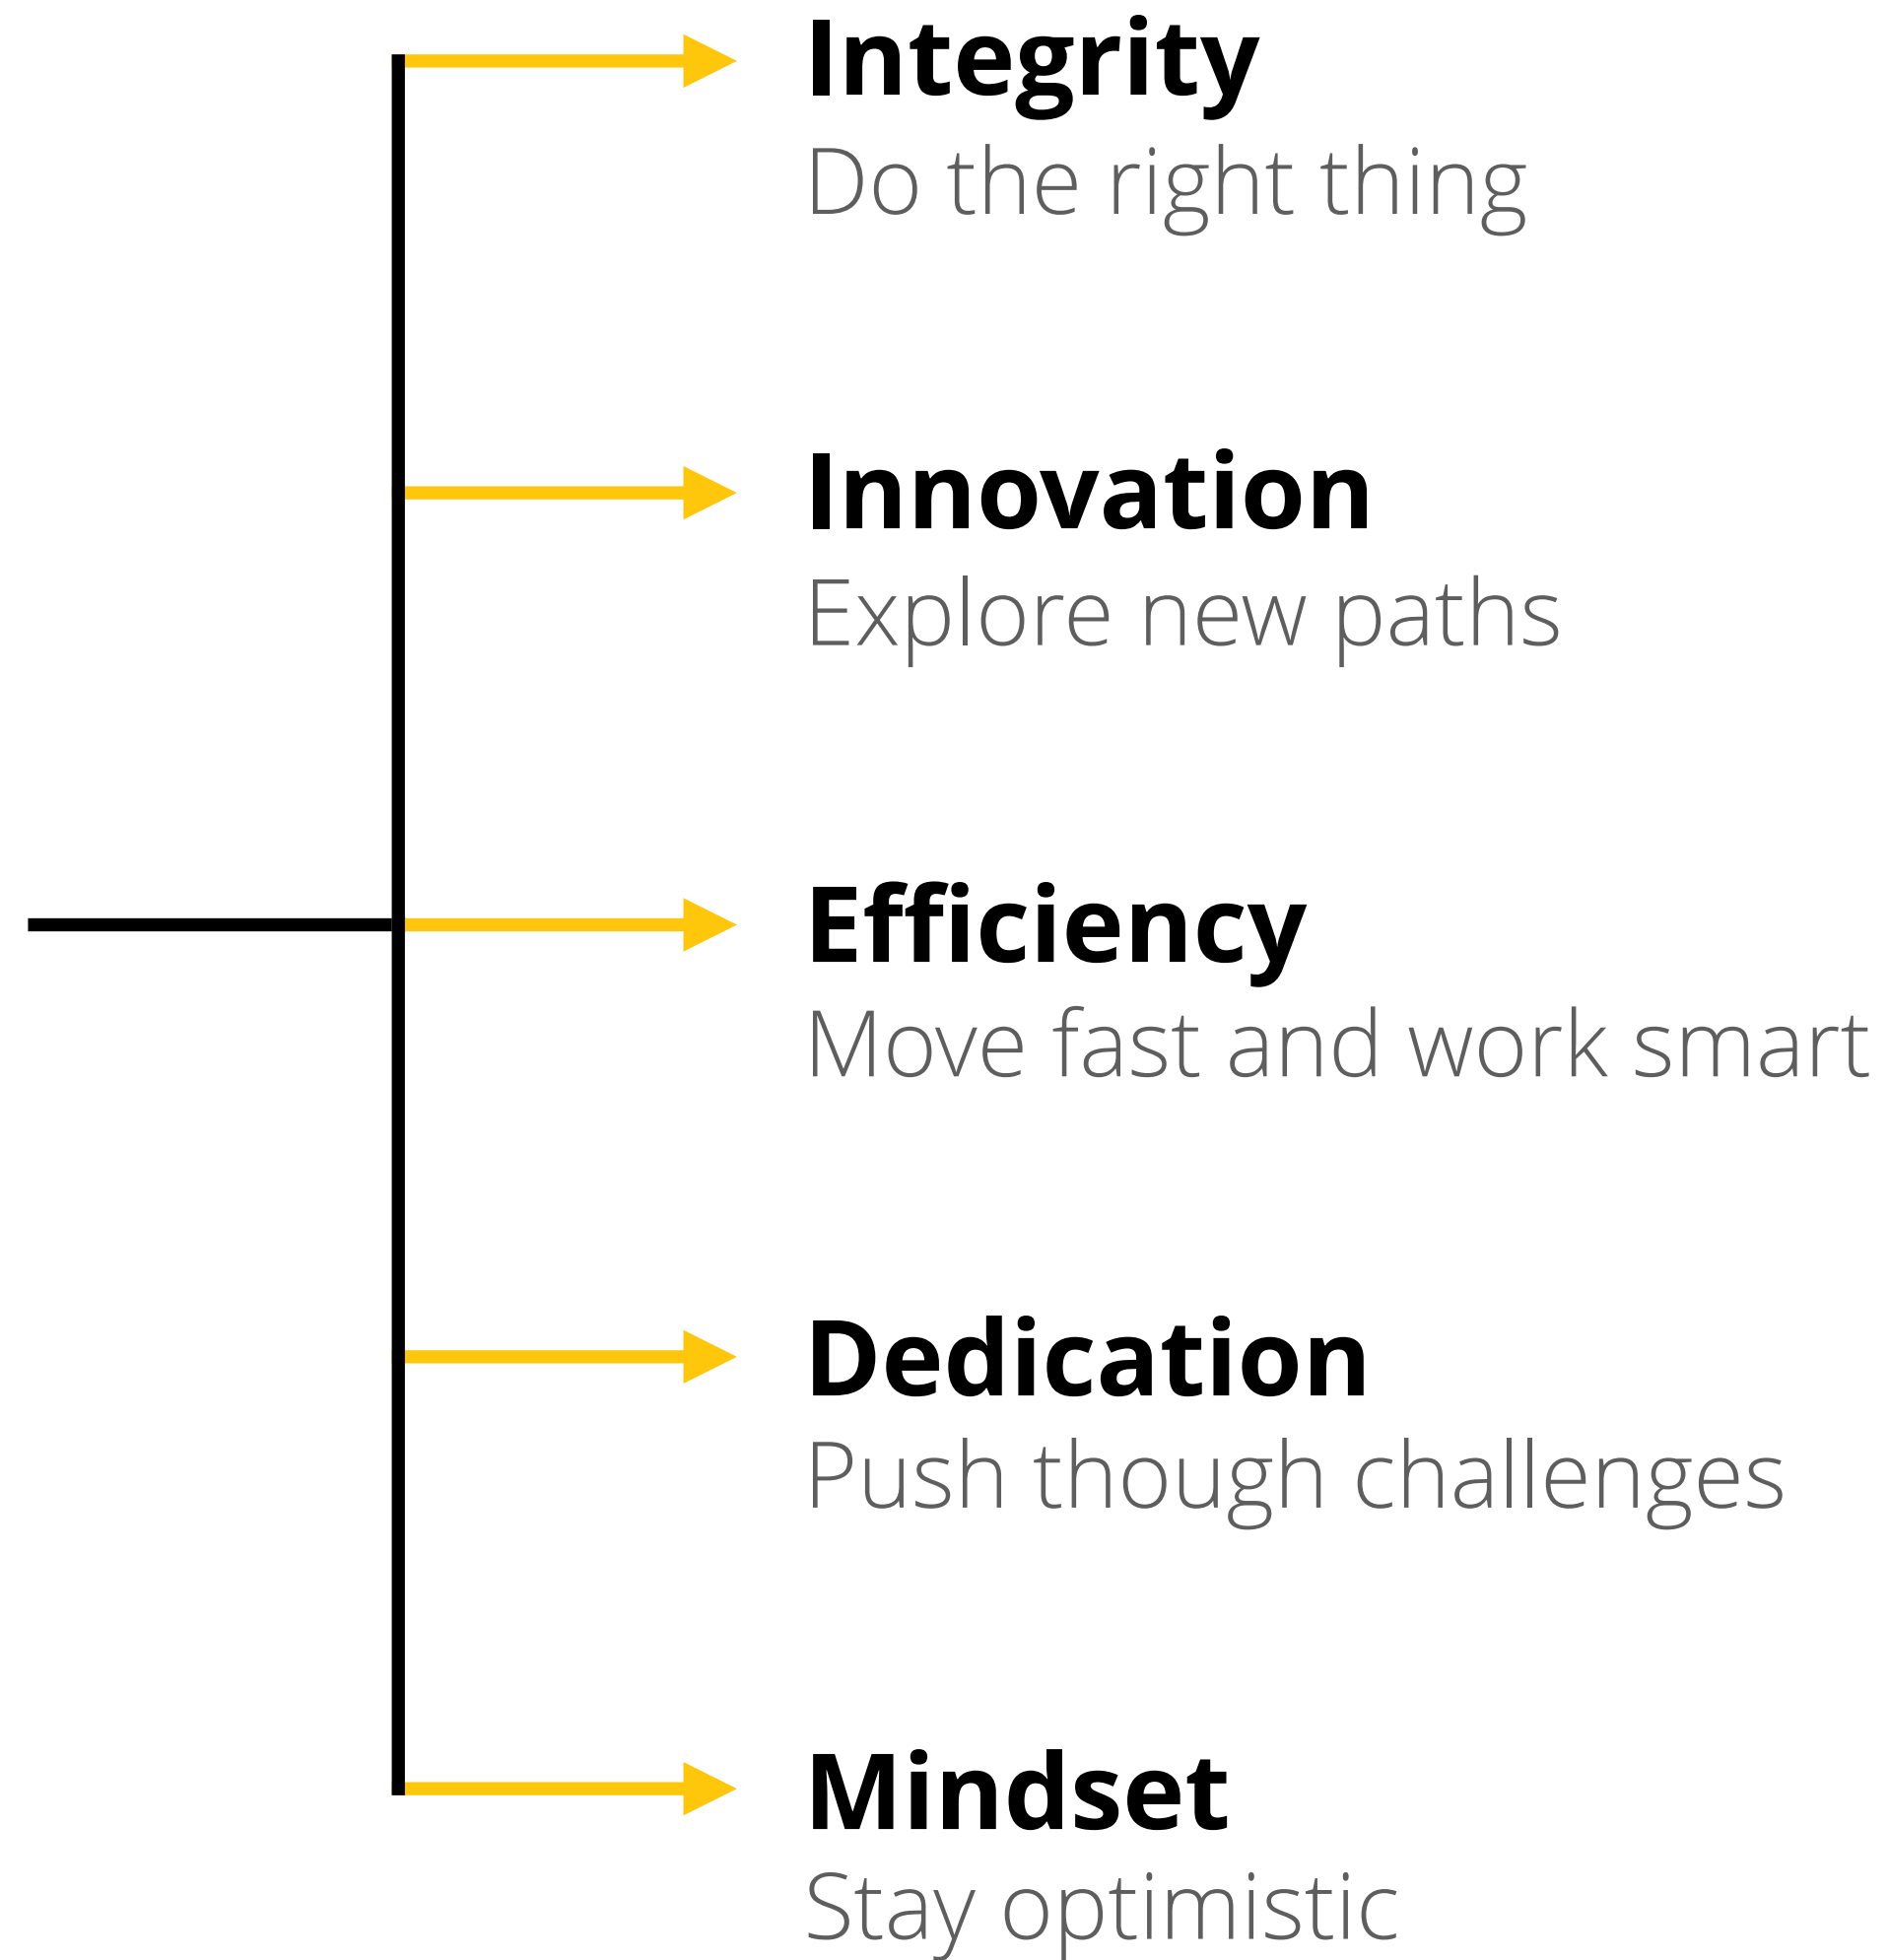 Integrity
Do the right thing
Innovation
Explore new paths
Efficiency
Move fast and work smart
Dedication
Push though challenges
Mindset
Stay optimistic